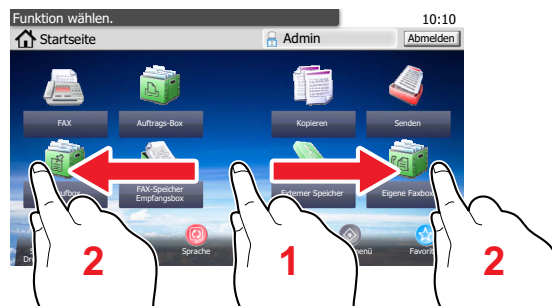 Funktion wählen.
10:10
Startseite
Admin
Abmelden
FAX
Auftrags-Box
Kopieren
Senden
FAX-Speicher
Empfangsbox
Externer Speicher
Eigene Faxbox
Sprache
2
1
2